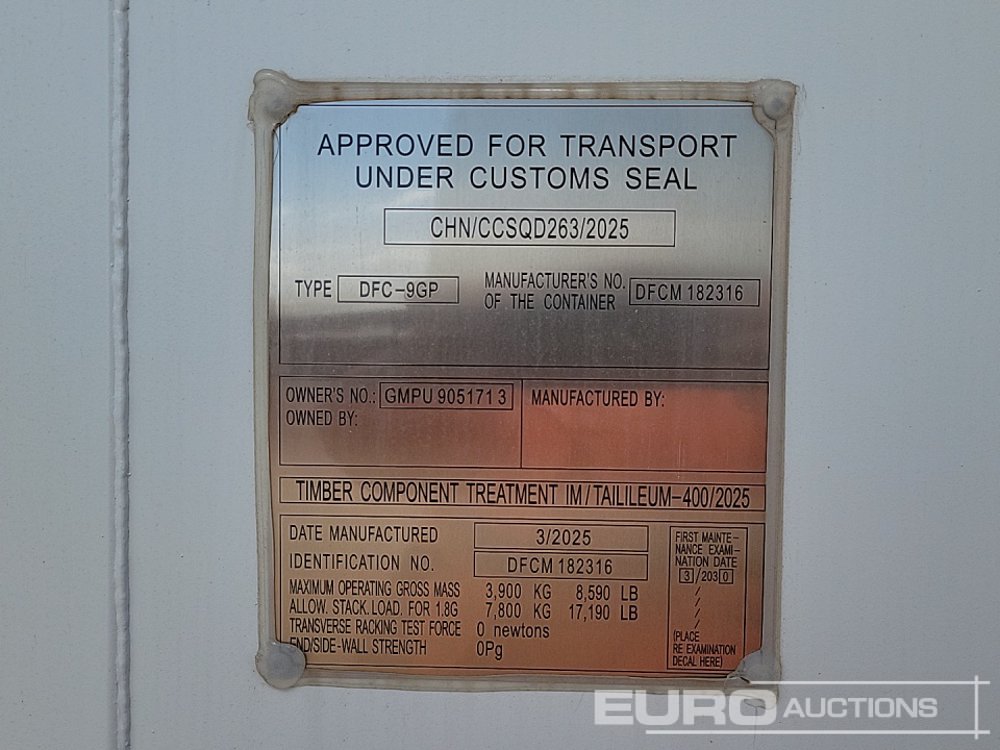 APPROVED FOR TRANSPORT
UNDER CUSTOMS SEAL
CHN/CCSQD263/2025
TYPE DFC-9GP
MANUFACTURER'S NO.
OF THE CONTAINER
DFCM 182316
OWNER'S NO.: GMPU 905171 3
OWNED BY:
MANUFACTURED BY:
TIMBER COMPONENT TREATMENT IM/TAILILEUM-400/2025
DATE MANUFACTURED 3/2025
IDENTIFICATION NO. DFCM 182316
MAXIMUM OPERATING GROSS MASS 3,900 KG 8,590 LB
ALLOW. STACK. LOAD. FOR 1.8G 7,800 KG 17,190 LB
TRANSVERSE RACKING TEST FORCE 0 newtons
END/SIDE-WALL STRENGTH 0Pg
FIRST MAINTE-
NANCE EXAMI-
NATION DATE
3/2030
/
/
/
/
(PLACE
RE EXAMINATION
DECAL HERE)
EURO AUCTIONS